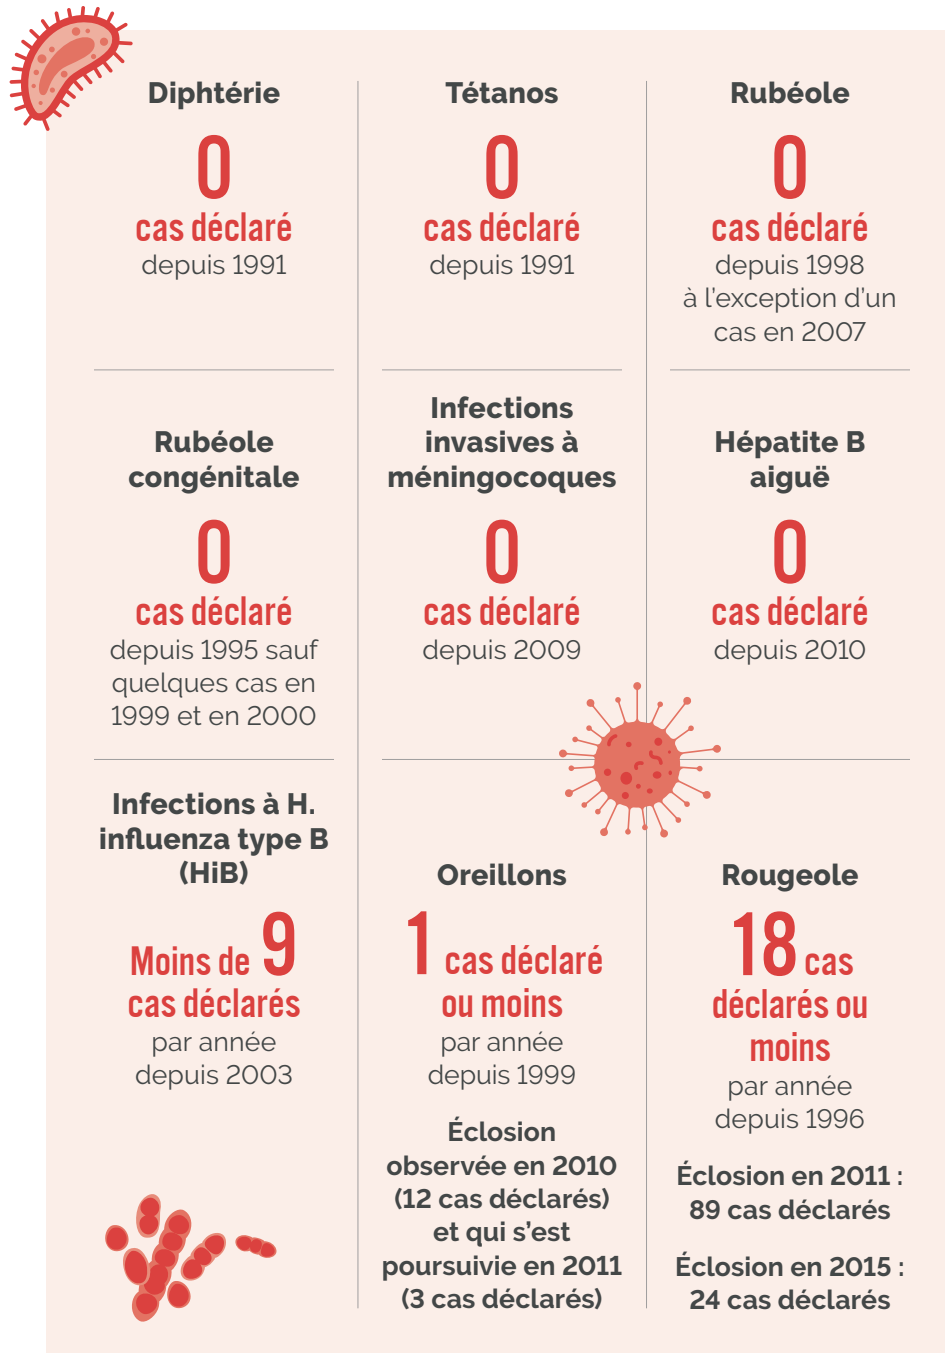 Diphtérie
0
cas déclaré
depuis 1991
Tétanos
0
cas déclaré
depuis 1991
Rubéole
0
cas déclaré
depuis 1998
à l'exception d'un
cas en 2007
Rubéole
congénitale
0
cas déclaré
depuis 1995 sauf
quelques cas en
1999 et en 2000
Infections
invasives à
méningocoques
0
cas déclaré
depuis 2009
Hépatite B
aiguë
0
cas déclaré
depuis 2010
Infections à H.
influenza type B
(HiB)
Moins de 9
cas déclarés
par année
depuis 2003
Oreillons
1 cas déclaré
ou moins
par année
depuis 1999
Éclosion
observée en 2010
(12 cas déclarés)
et qui s'est
poursuivie en 2011
(3 cas déclarés)
Rougeole
18 cas
déclarés ou
moins
par année
depuis 1996
Éclosion en 2011 :
89 cas déclarés
Éclosion en 2015 :
24 cas déclarés